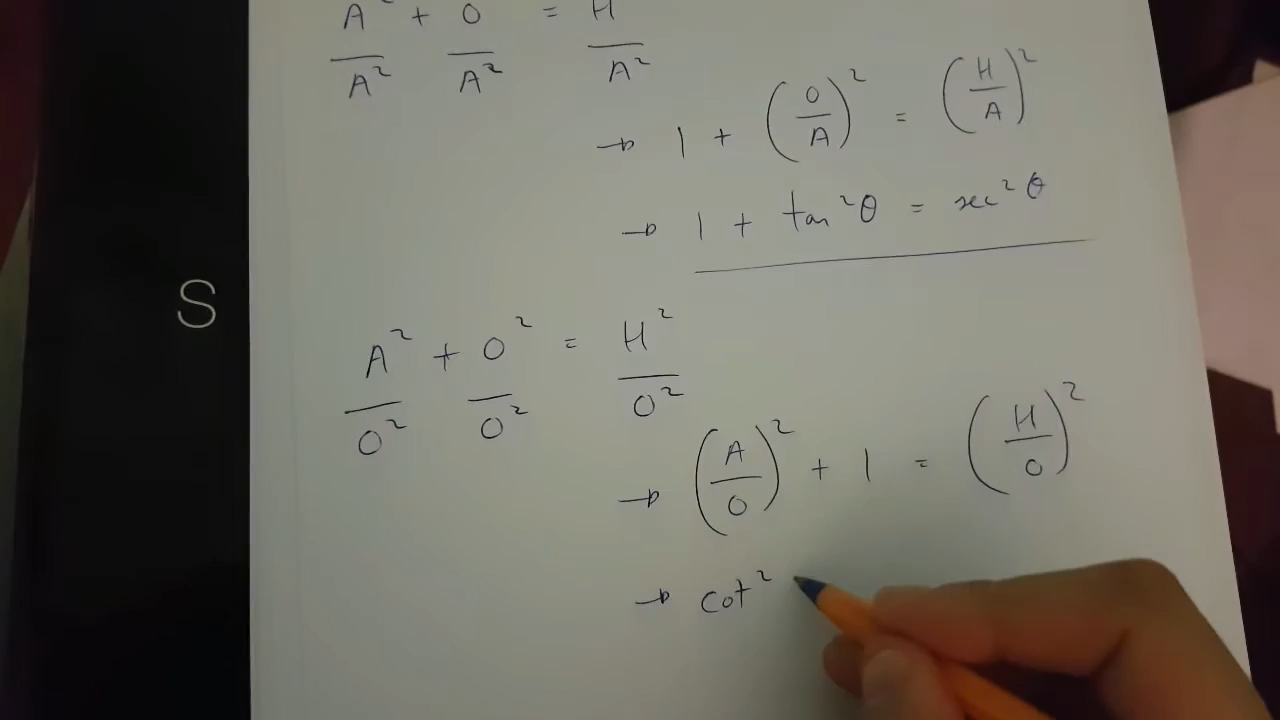 A² + O = H
A² A² A²
→ 1 + (O/A)² = (H/A)²
→ 1 + tan²θ = sec²θ
S
A² + O² = H²
O² O² O²
→ (A/O)² + 1 = (H/O)²
→ cot²